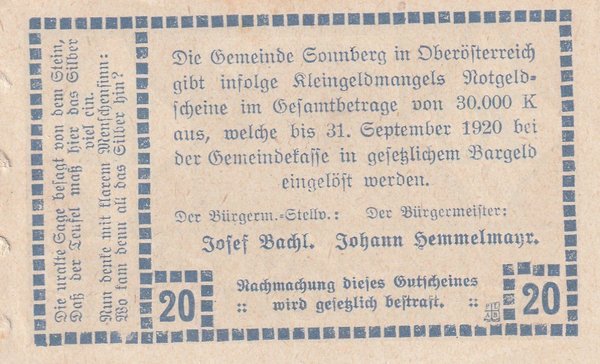 Die uralte Sage besagt von dem Stein,
Daß der Teufel maß hier das Silber
viel ein.
Nun denke mit klarem Menschensinn:
Wo kam denn all das Silber hin?
Die Gemeinde Sonnberg in Oberösterreich
gibt infolge Kleingeldmangels Notgeld-
scheine im Gesamtbetrage von 30.000 K
aus, welche bis 31. September 1920 bei
der Gemeindekasse in gesetzlichem Bargeld
eingelöst werden.
Der Bürgerm.-Stellv.: Der Bürgermeister:
Josef Bachl. Johann Hemmelmayr.
20
Nachmachung dieses Gutscheines
:: wird gesetzlich bestraft. ::
20